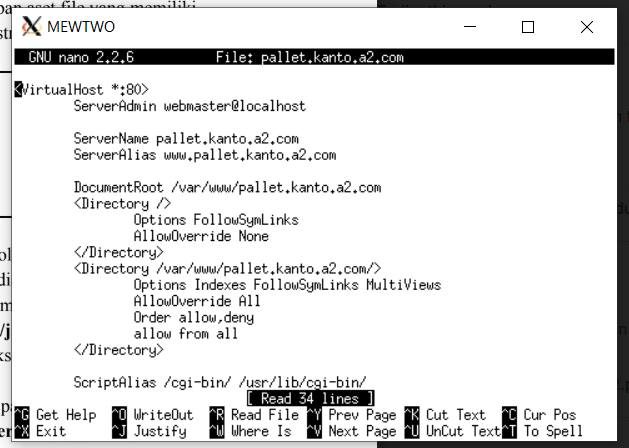 MEWTWO
GNU nano 2.2.6 File: pallet.kanto.a2.com
<VirtualHost *:80>
ServerAdmin webmaster@localhost
ServerName pallet.kanto.a2.com
ServerAlias www.pallet.kanto.a2.com
DocumentRoot /var/www/pallet.kanto.a2.com
<Directory />
Options FollowSymLinks
AllowOverride None
</Directory>
<Directory /var/www/pallet.kanto.a2.com/>
Options Indexes FollowSymLinks MultiViews
AllowOverride All
Order allow,deny
allow from all
</Directory>
ScriptAlias /cgi-bin/ /usr/lib/cgi-bin/
[ Read 34 lines ]
^G Get Help ^O WriteOut ^R Read File ^Y Prev Page ^K Cut Text ^C Cur Pos
^X Exit ^J Justify ^W Where Is ^V Next Page ^U UnCut Text ^T To Spell